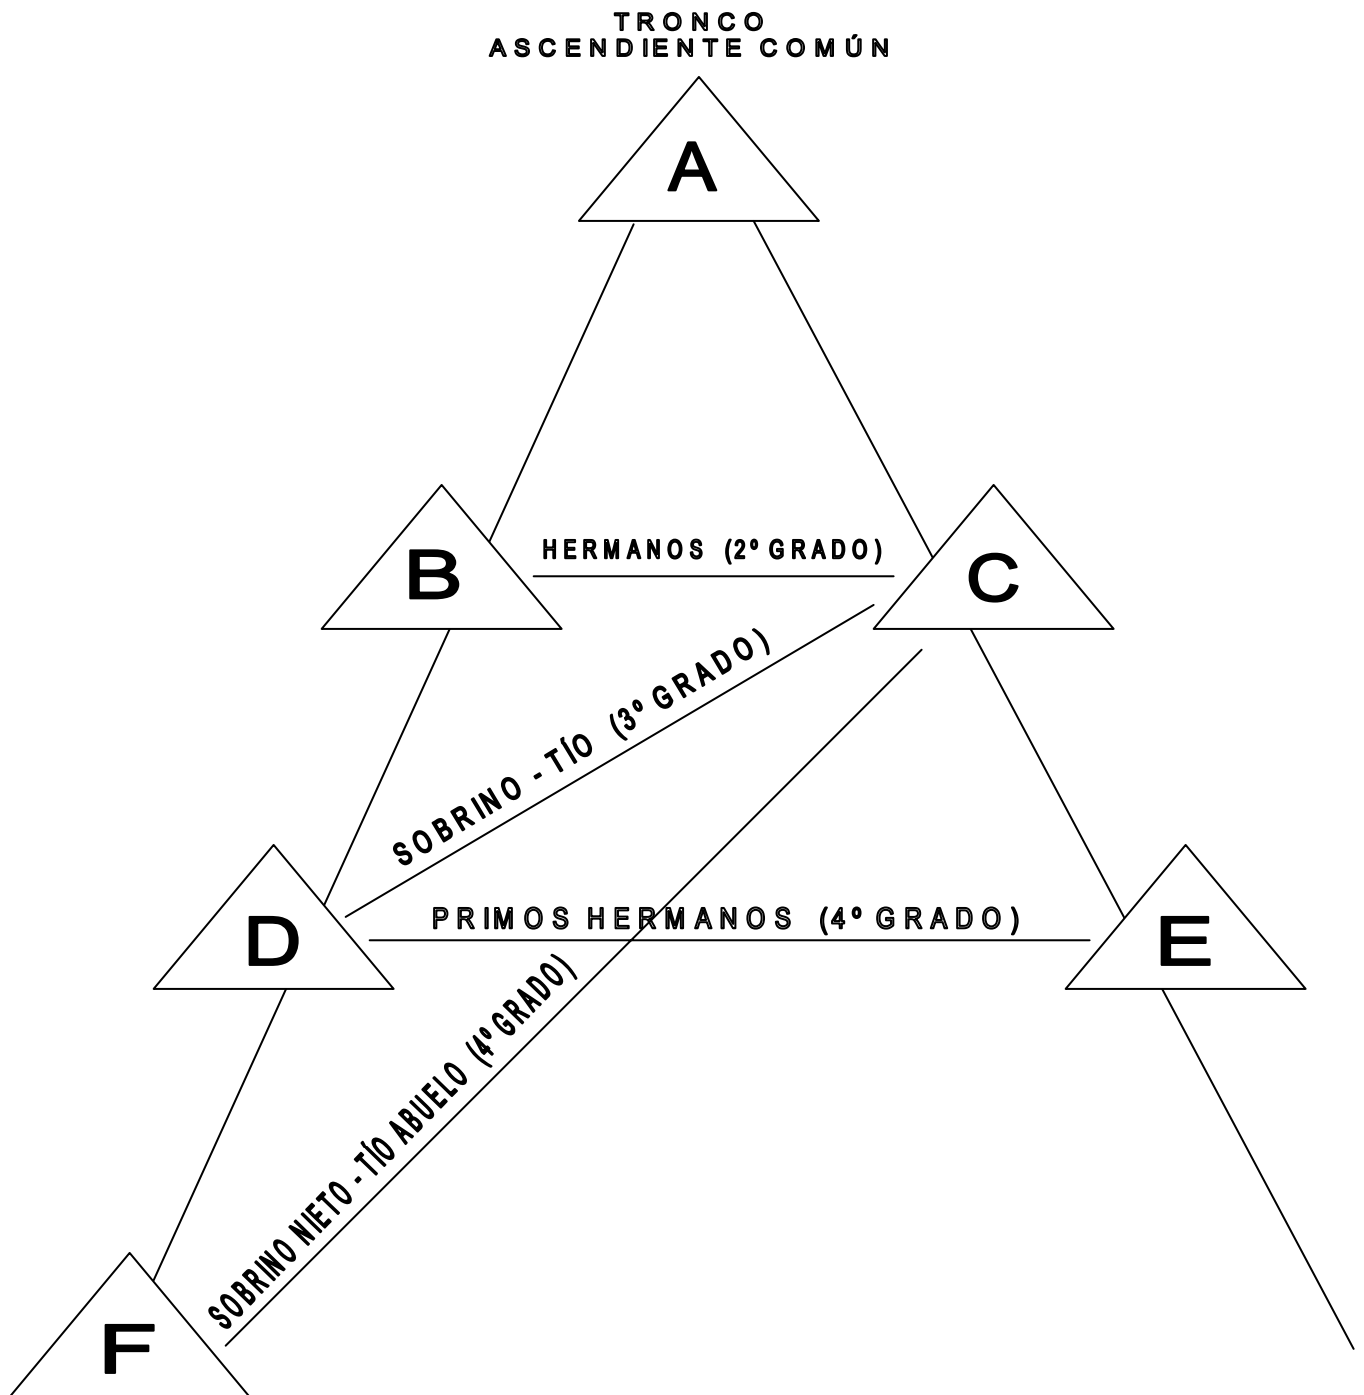 TRONCO
ASCENDIENTE COMÚN
A
B
HERMANOS (2º GRADO)
C
SOBRINO - TÍO (3º GRADO)
D
PRIMOS HERMANOS (4º GRADO)
E
SOBRINO NIETO - TÍO ABUELO (4º GRADO)
F